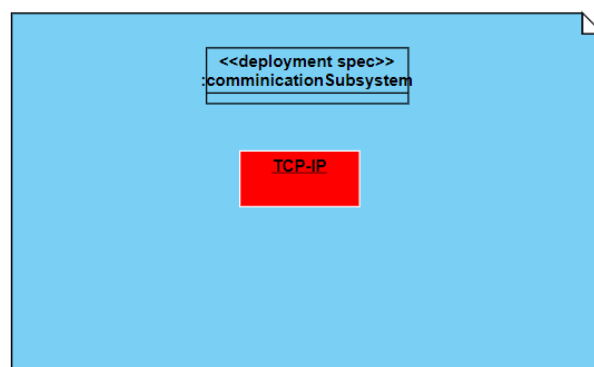 <<deployment spec>>
:comminicationSubsystem
TCP-IP